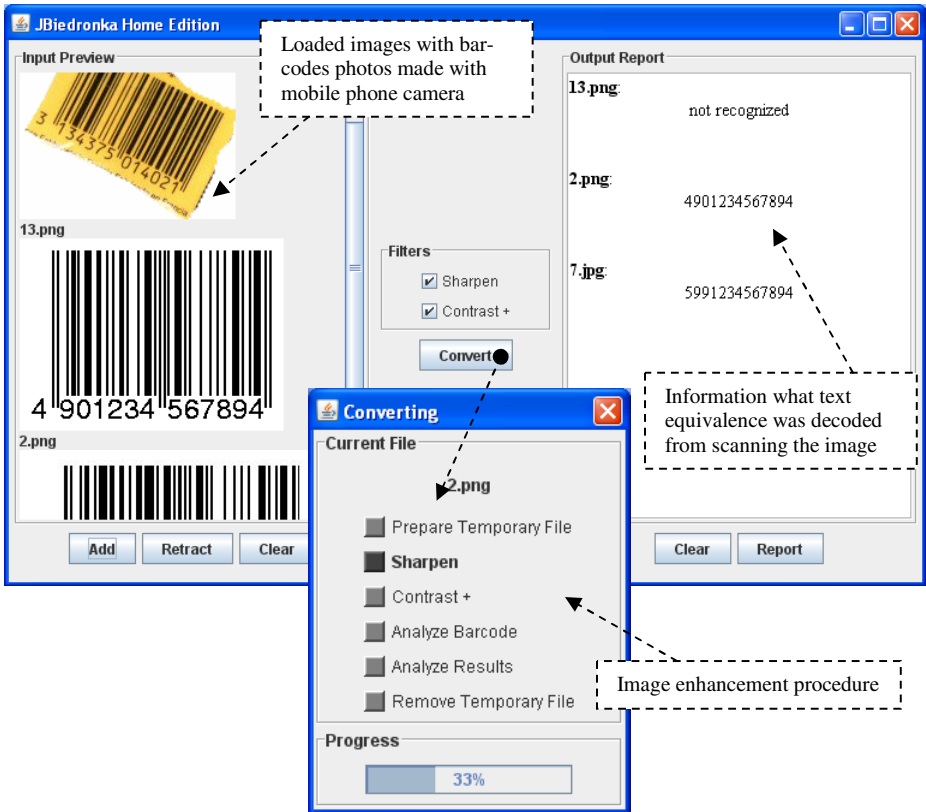 JBiedronka Home Edition
Input Preview
Loaded images with bar-
codes photos made with
mobile phone camera
3 134375 014021
13.png
4 901234 567894
2.png
Add
Retract
Clear
Filters
Sharpen
Contrast +
Convert
Output Report
13.png:
not recognized
2.png:
4901234567894
7.jpg:
5991234567894
Information what text
equivalence was decoded
from scanning the image
Clear
Report
Converting
Current File
2.png
Prepare Temporary File
Sharpen
Contrast +
Analyze Barcode
Analyze Results
Remove Temporary File
Image enhancement procedure
Progress
33%